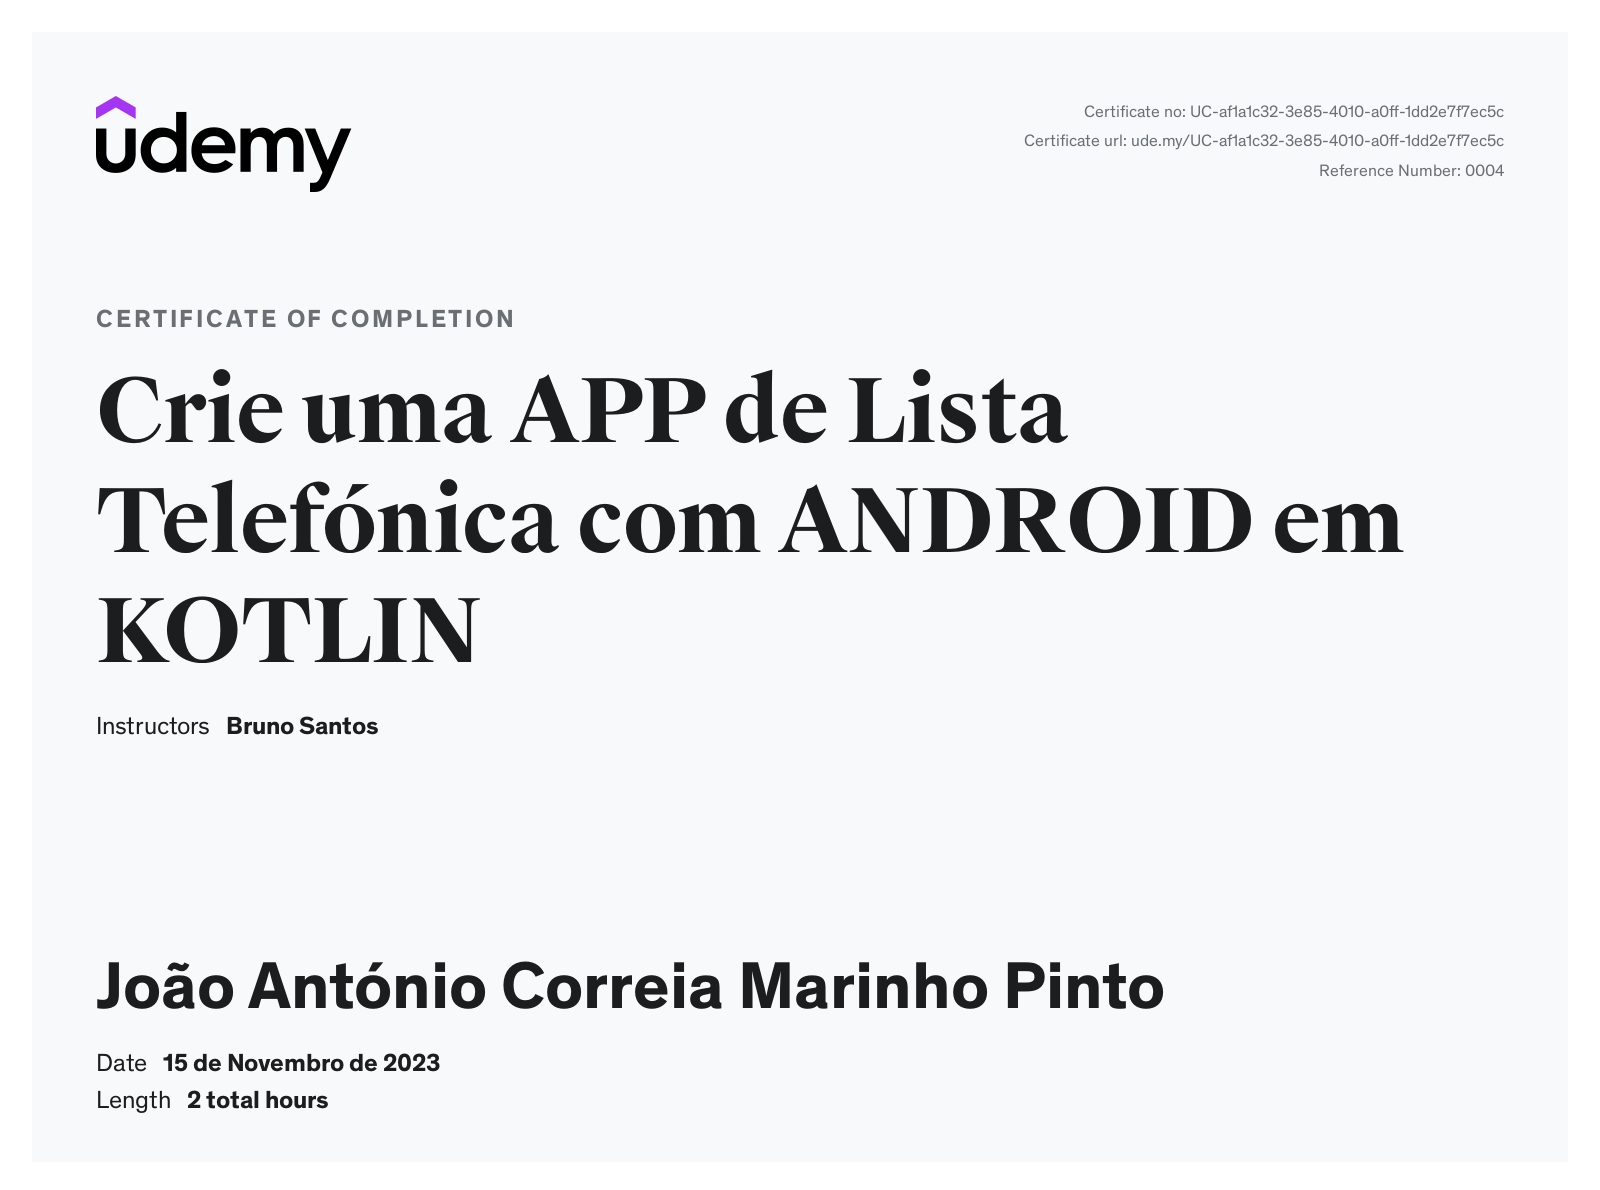 udemy
Certificate no: UC-af1a1c32-3e85-4010-a0ff-1dd2e7f7ec5c
Certificate url: ude.my/UC-af1a1c32-3e85-4010-a0ff-1dd2e7f7ec5c
Reference Number: 0004
CERTIFICATE OF COMPLETION
Crie uma APP de Lista
Telefónica com ANDROID em
KOTLIN
Instructors Bruno Santos
João António Correia Marinho Pinto
Date 15 de Novembro de 2023
Length 2 total hours